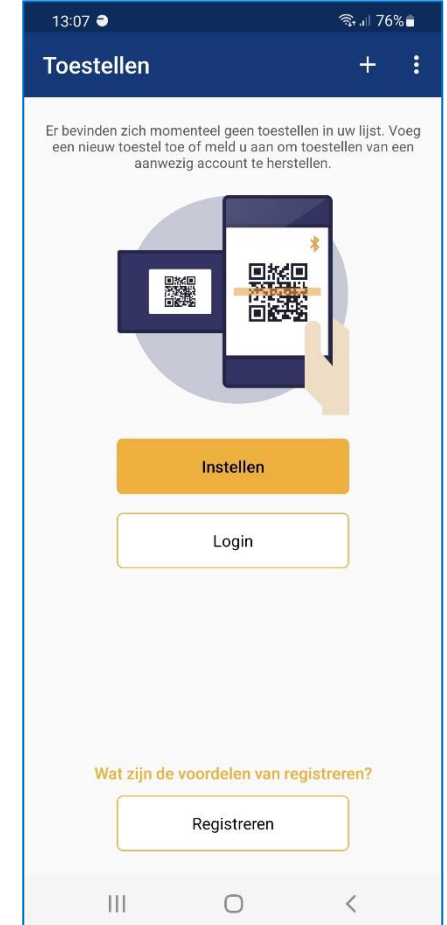 13:07 76%
Toestellen
Er bevinden zich momenteel geen toestellen in uw lijst. Voeg
een nieuw toestel toe of meld u aan om toestellen van een
aanwezig account te herstellen.
Instellen
Login
Wat zijn de voordelen van registreren?
Registreren